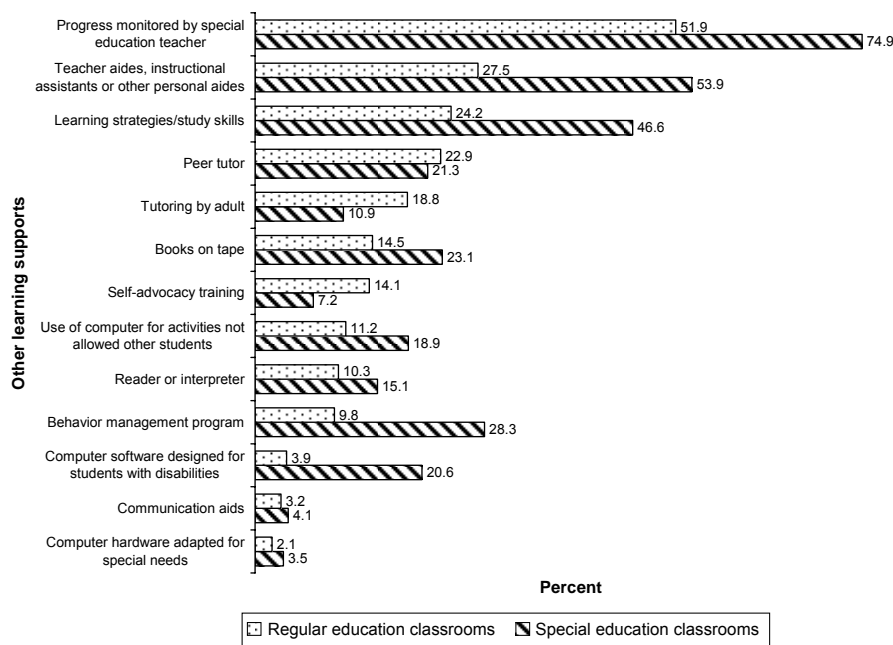 Other learning supports
Progress monitored by special
education teacher
51.9
74.9
Teacher aides, instructional
assistants or other personal aides
27.5
53.9
Learning strategies/study skills
24.2
46.6
Peer tutor
22.9
21.3
Tutoring by adult
18.8
10.9
Books on tape
14.5
23.1
Self-advocacy training
14.1
7.2
Use of computer for activities not
allowed other students
11.2
18.9
Reader or interpreter
10.3
15.1
Behavior management program
9.8
28.3
Computer software designed for
students with disabilities
3.9
20.6
Communication aids
3.2
4.1
Computer hardware adapted for
special needs
2.1
3.5
Percent
Regular education classrooms
Special education classrooms